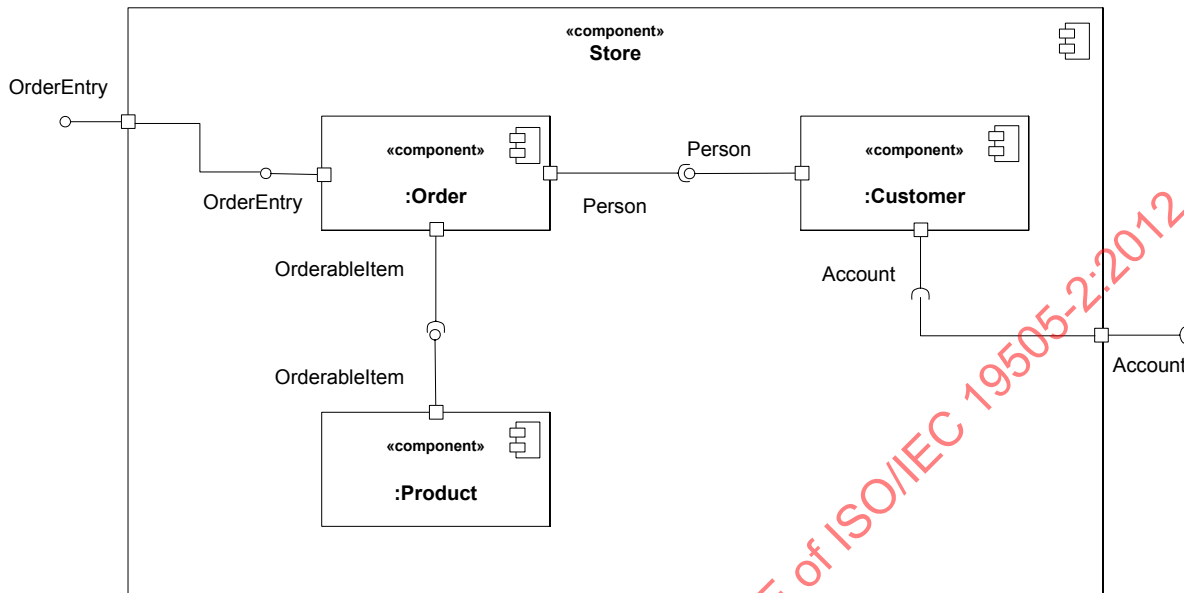 «component»
Store
OrderEntry
«component»
:Order
OrderEntry
Person
Person
«component»
:Customer
OrderableItem
Account
OrderableItem
Account
«component»
:Product
of ISO/IEC 19505-2:2012